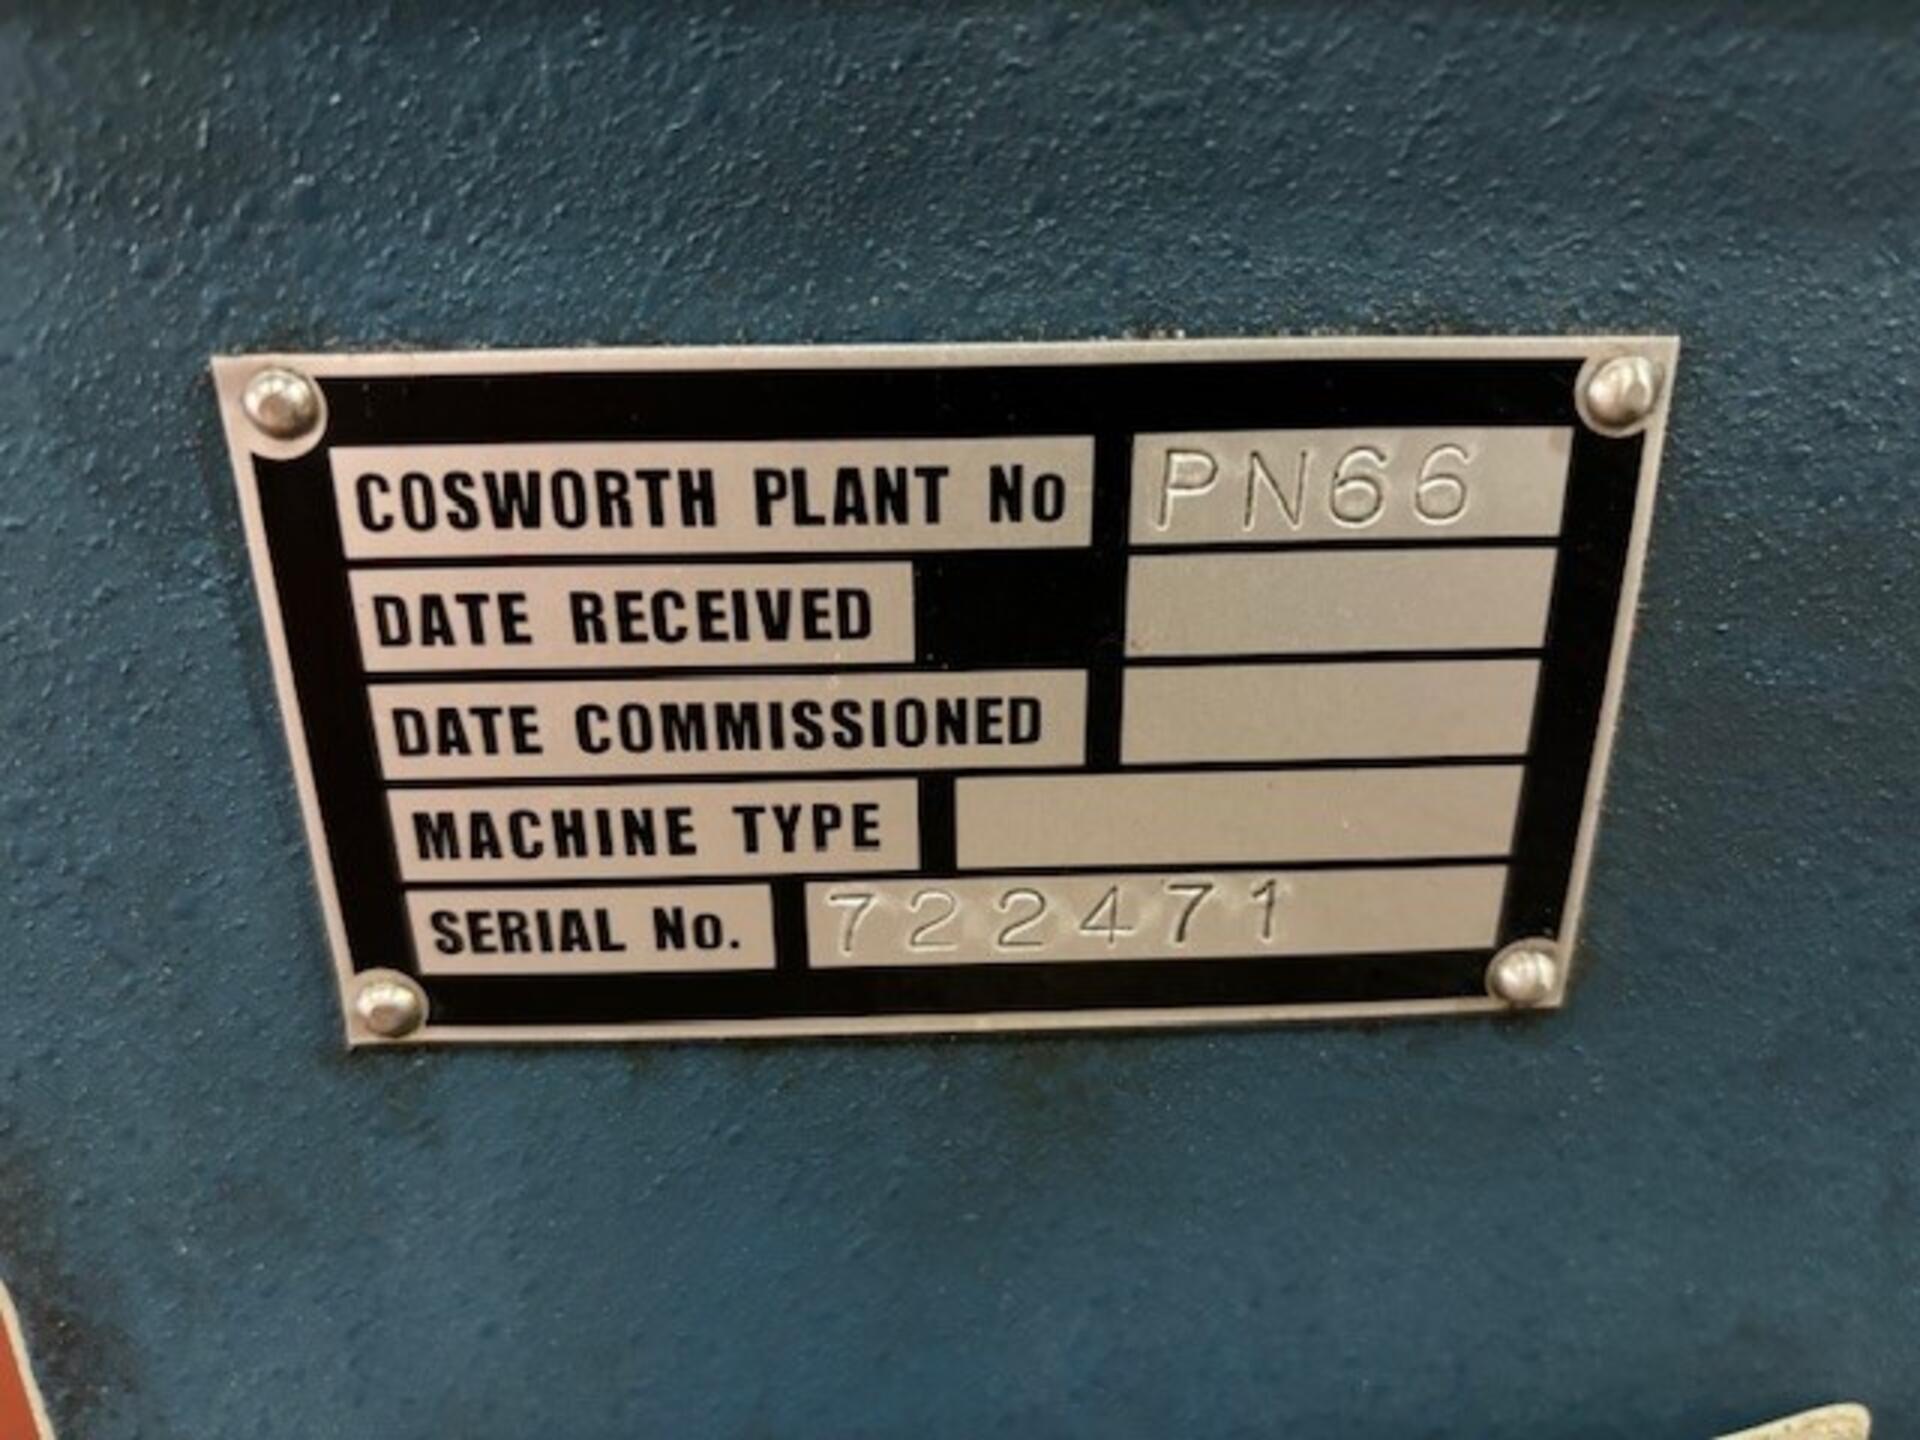 COSWORTH PLANT No PN66
DATE RECEIVED
DATE COMMISSIONED
MACHINE TYPE
SERIAL No. 722471